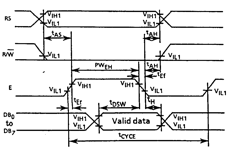 RS VIH1 VIL1 VIH1 VIL1
tAS tAH
R/W VIL1 VIL1
PWEH tAH
tEf
E VIL1 VIH1 VIH1 VIL1 VIL1
tEr tDSW tH
DB0 to DB7 VIH1 VIL1 Valid data VIH1 VIL1
tCYCE